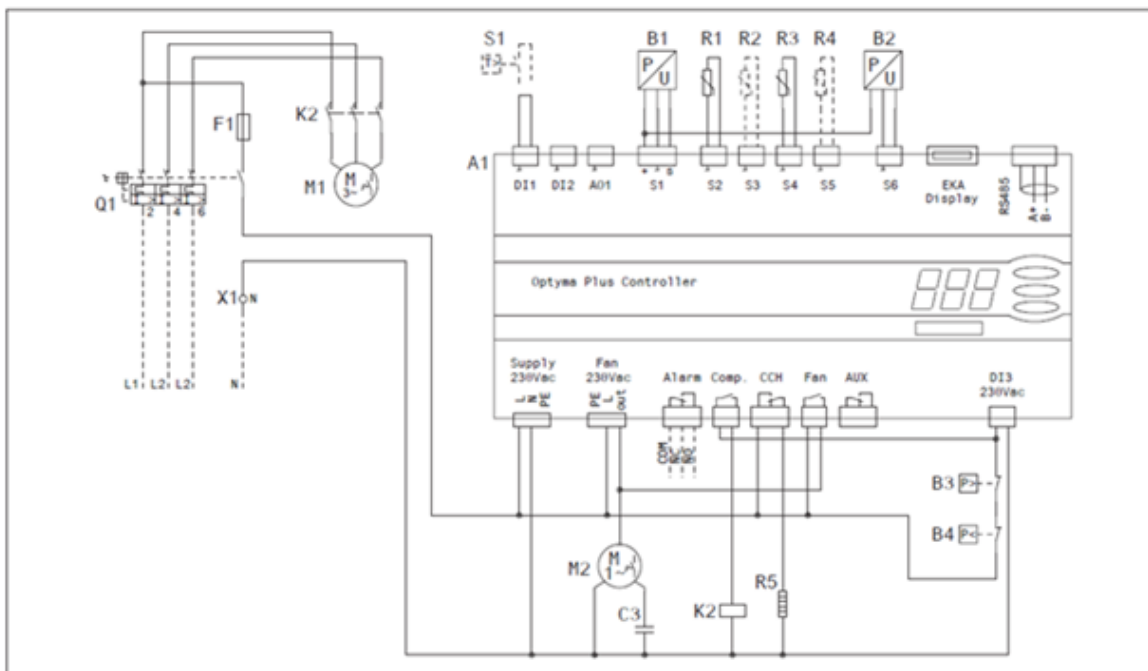 S1 B1 R1 R2 R3 R4 B2
P U P U
F1 K2
A1
M 3~ M1
DI1 DI2 AO1 + S1 S2 S3 S4 S5 S6 EKA Display RS485 A+ B-
Q1 2 4 6
Optyma Plus Controller
X1 N
L1 L2 L2 N
Supply 230Vac Fan 230Vac Alarm Comp. CCH Fan AUX DI3 230Vac
L N PE PE L out
COM NC NO
B3 P>
B4 P<
M2 M 1~
R5
C3 K2